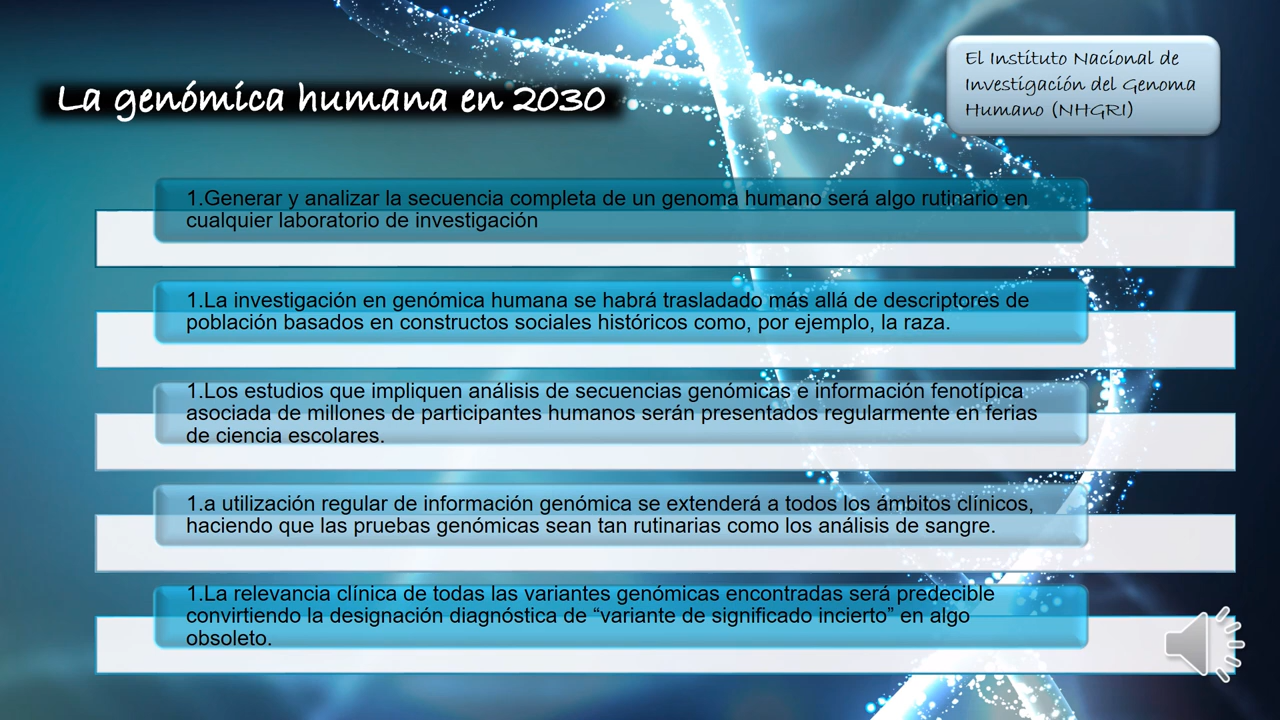 La genómica humana en 2030
El Instituto Nacional de
Investigación del Genoma
Humano (NHGRI)
1.Generar y analizar la secuencia completa de un genoma humano será algo rutinario en
cualquier laboratorio de investigación
1.La investigación en genómica humana se habrá trasladado más allá de descriptores de
población basados en constructos sociales históricos como, por ejemplo, la raza.
1.Los estudios que impliquen análisis de secuencias genómicas e información fenotípica
asociada de millones de participantes humanos serán presentados regularmente en ferias
de ciencia escolares.
1.a utilización regular de información genómica se extenderá a todos los ámbitos clínicos,
haciendo que las pruebas genómicas sean tan rutinarias como los análisis de sangre.
1.La relevancia clínica de todas las variantes genómicas encontradas será predecible
convirtiendo la designación diagnóstica de “variante de significado incierto” en algo
obsoleto.